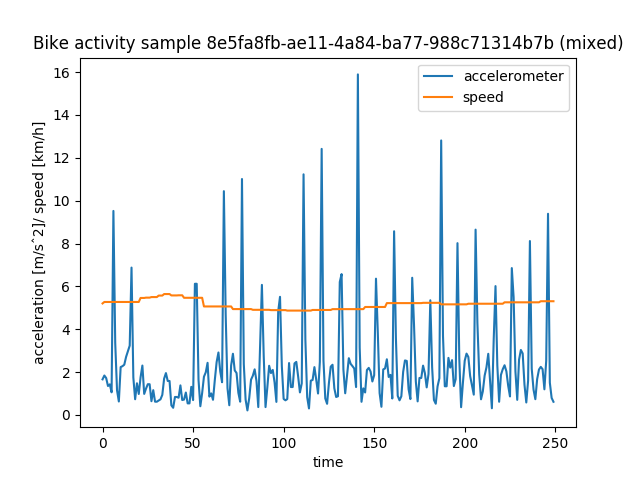 Bike activity sample 8e5fa8fb-ae11-4a84-ba77-988c71314b7b (mixed)
accelerometer
speed
acceleration [m/s^2]/ speed [km/h]
16
14
12
10
8
6
4
2
0
0 50 100 150 200 250
time